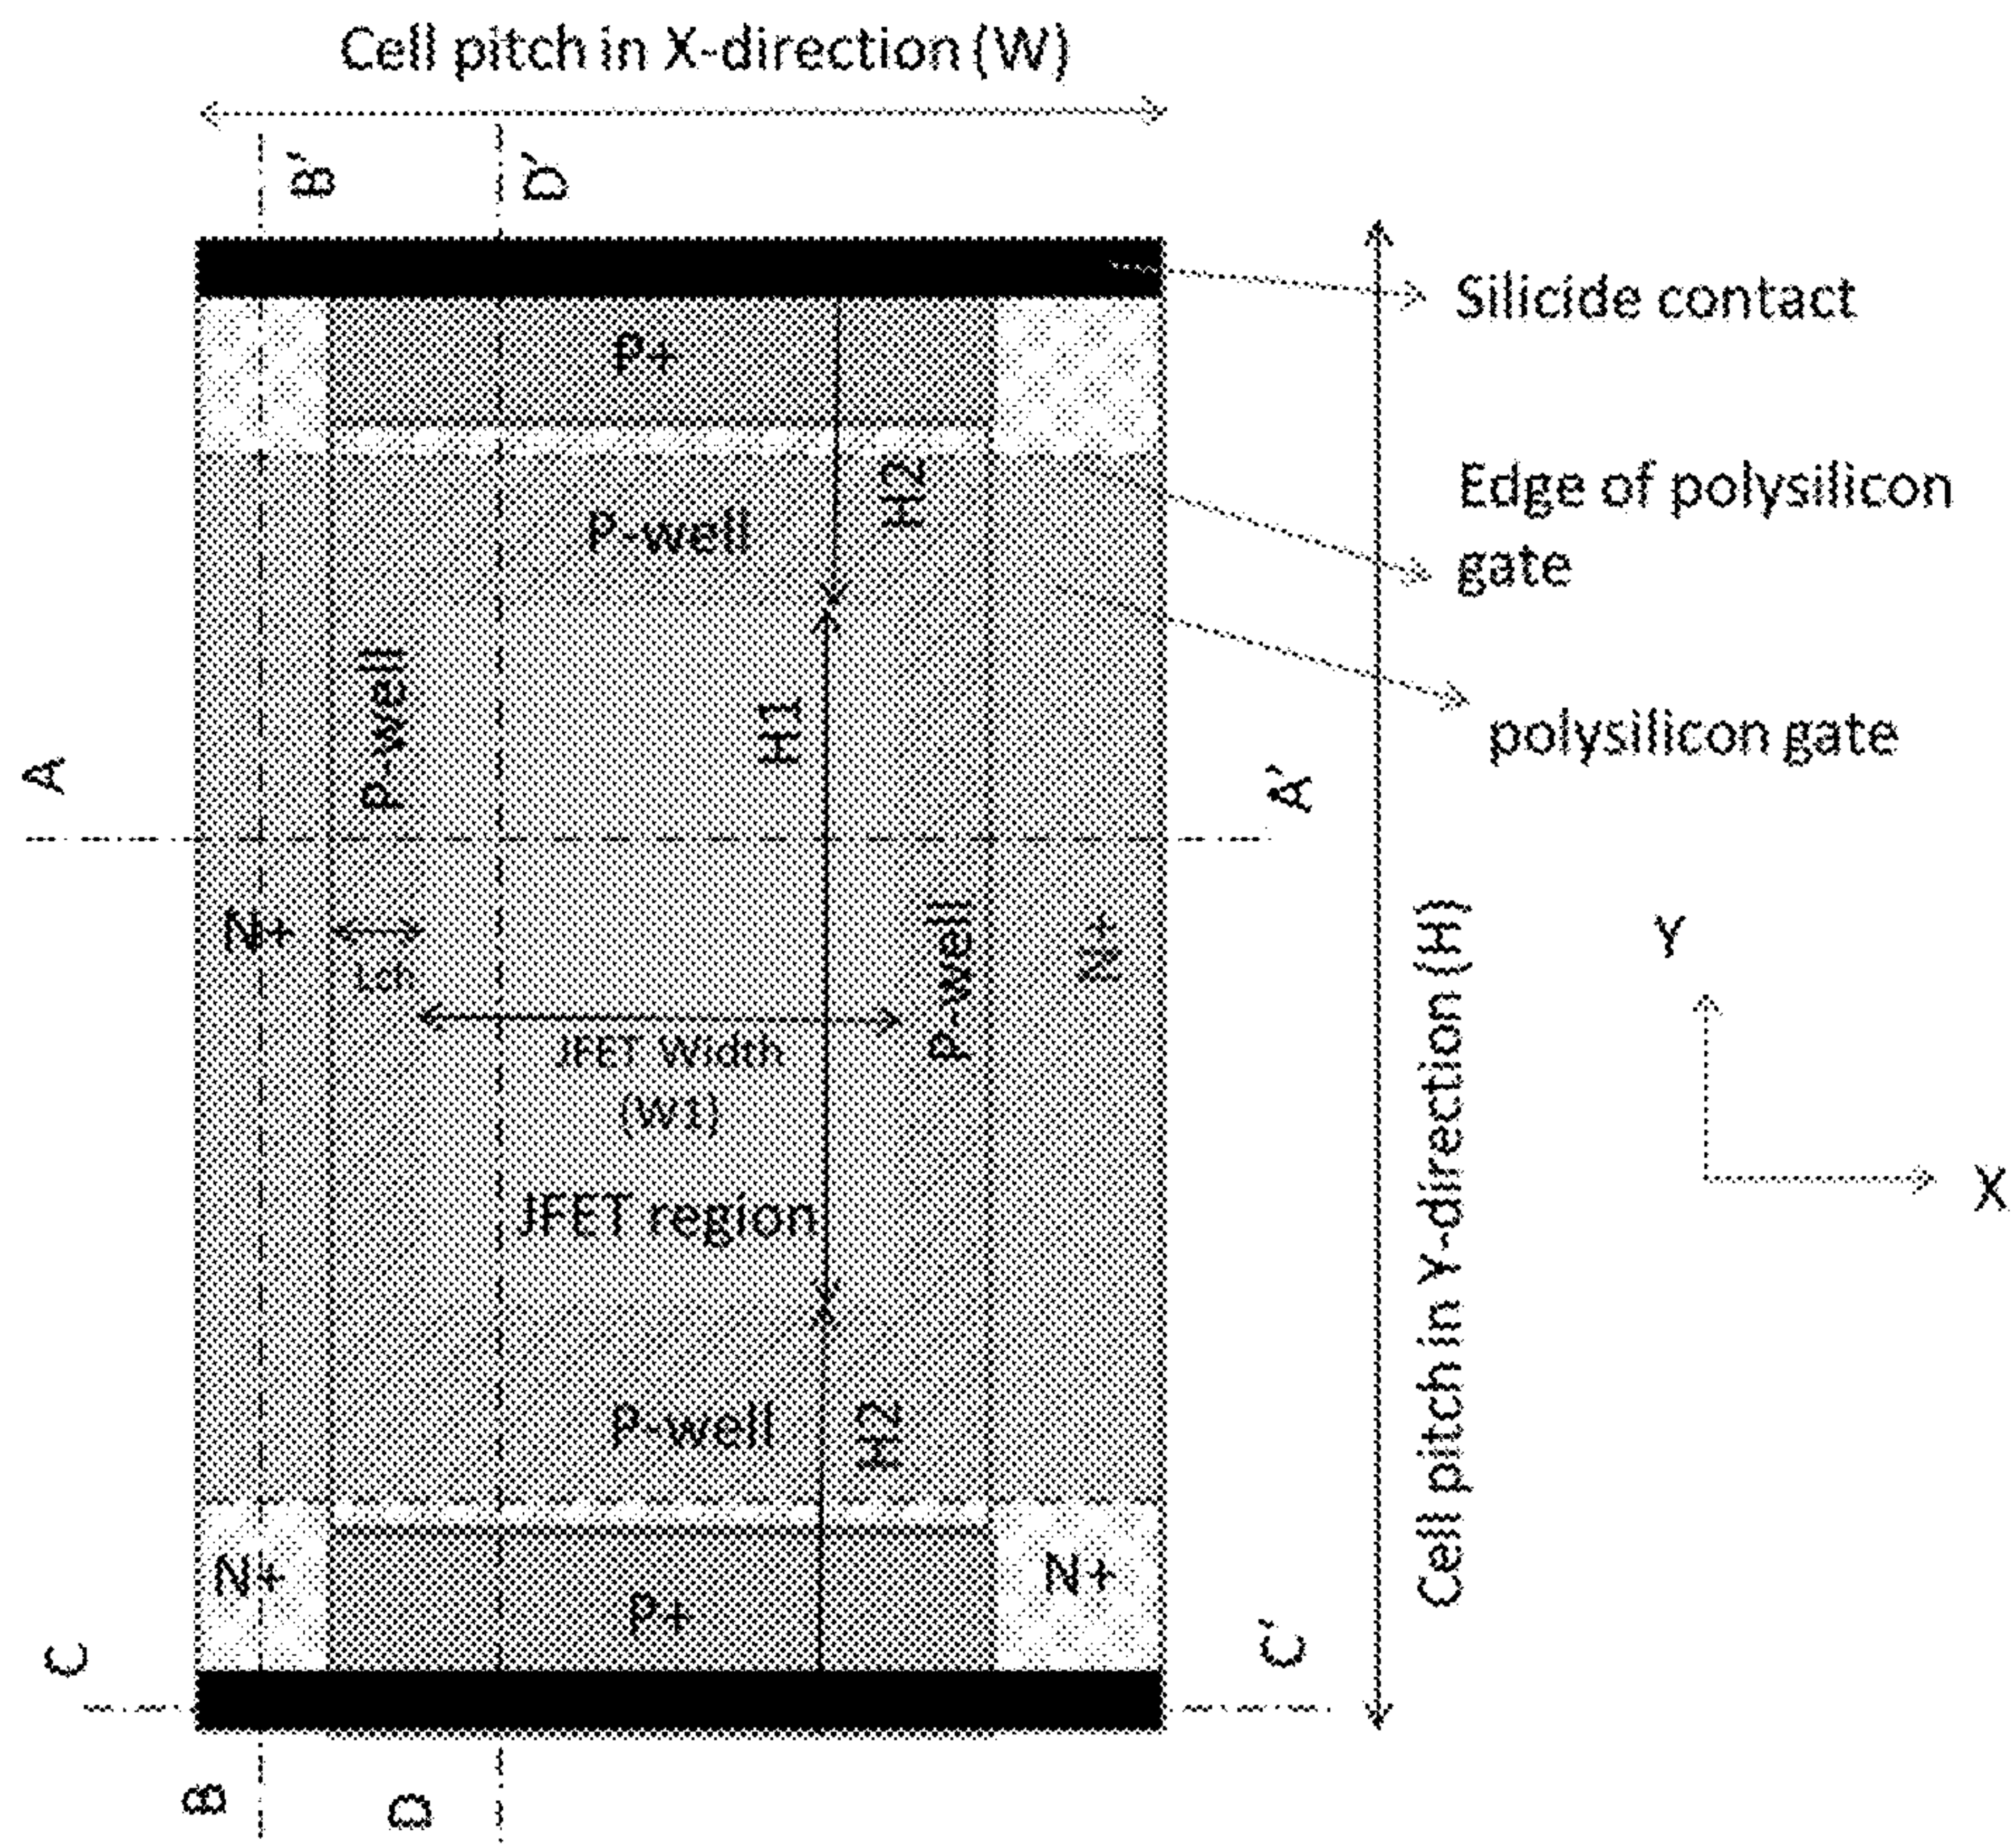 Cell pitch in X-direction (W)
B'
D'
Silicide contact
P+
Edge of polysilicon
gate
H2
P-well
P-well
H1
polysilicon gate
A
A'
N+
Lch
P-well
N+
JFET Width
(W1)
JFET region
Cell pitch in Y-direction (H)
Y
X
P-well
H2
N+
P+
N+
C
C'
B
D